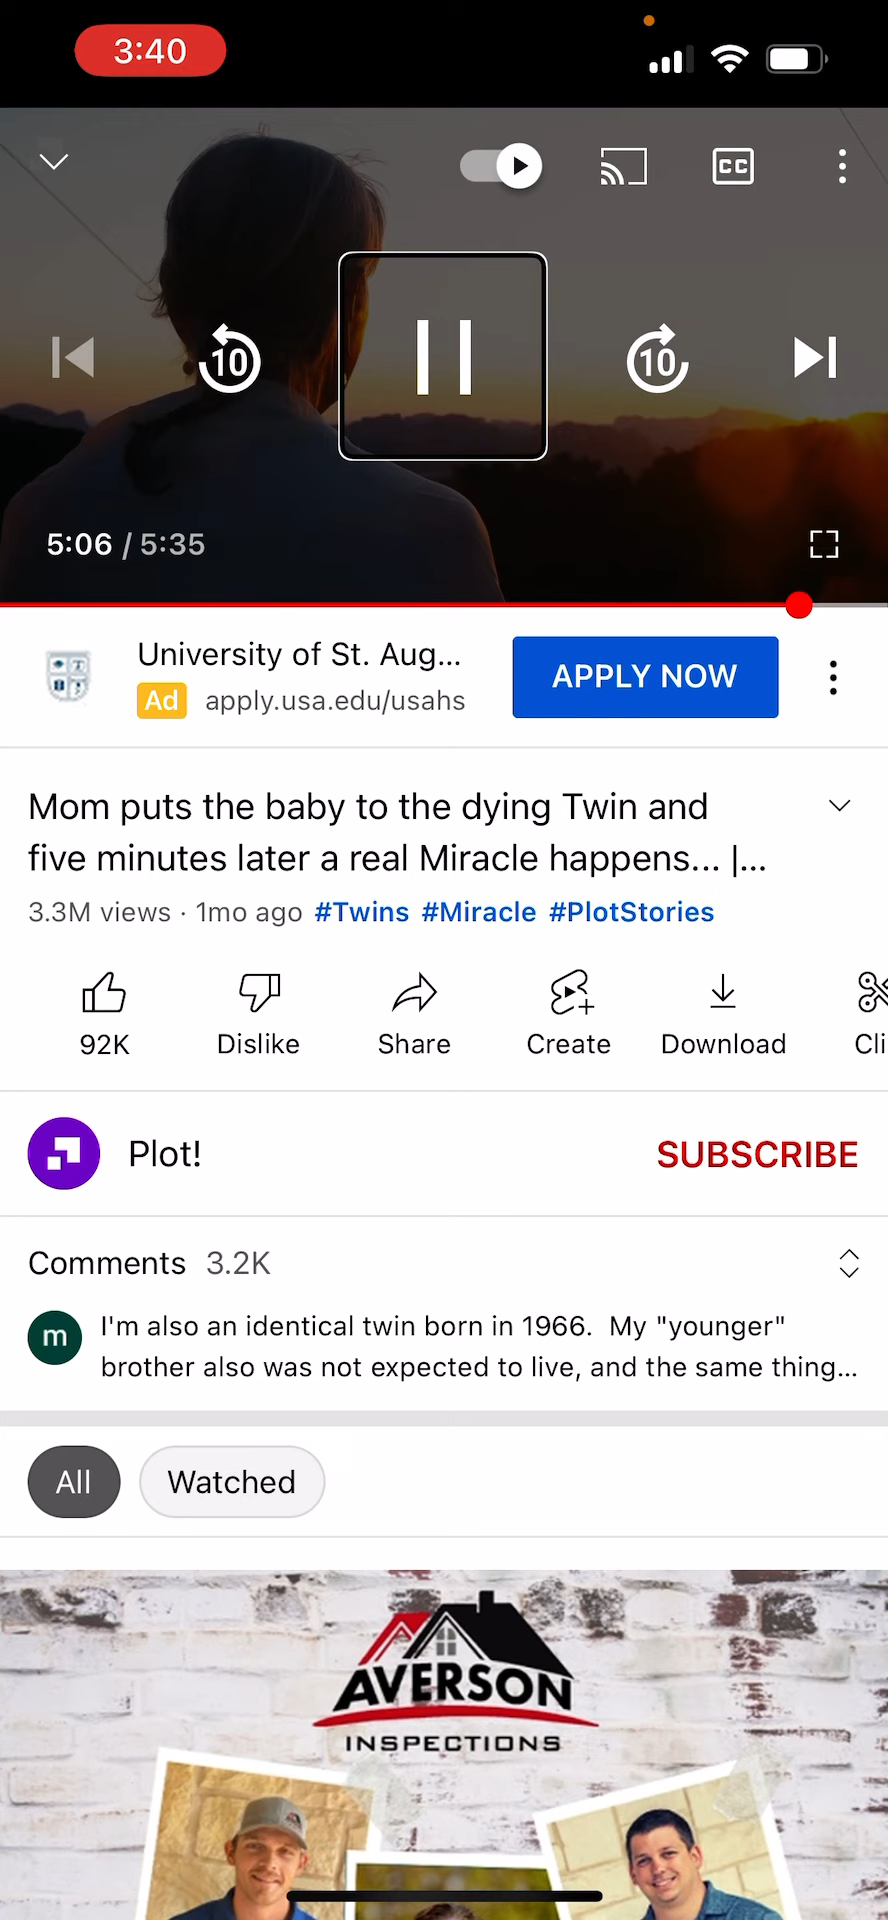 3:40
CC
10
10
5:06 / 5:35
University of St. Aug...
Ad apply.usa.edu/usahs
APPLY NOW
Mom puts the baby to the dying Twin and
five minutes later a real Miracle happens... |...
3.3M views · 1mo ago #Twins #Miracle #PlotStories
92K
Dislike
Share
Create
Download
Cli
Plot!
SUBSCRIBE
Comments 3.2K
m
I'm also an identical twin born in 1966.  My "younger"
brother also was not expected to live, and the same thing...
All
Watched
AVERSON
INSPECTIONS